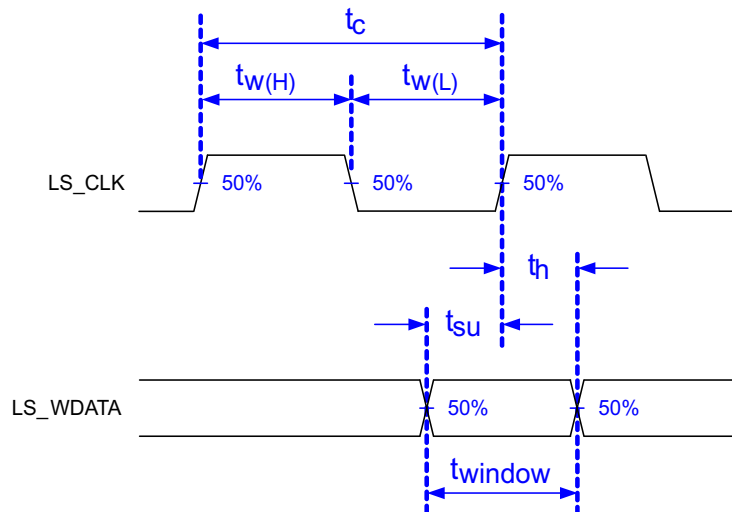 tc
tw(H) tw(L)
LS_CLK 50% 50% 50%
th
tsu
LS_WDATA 50% 50%
twindow